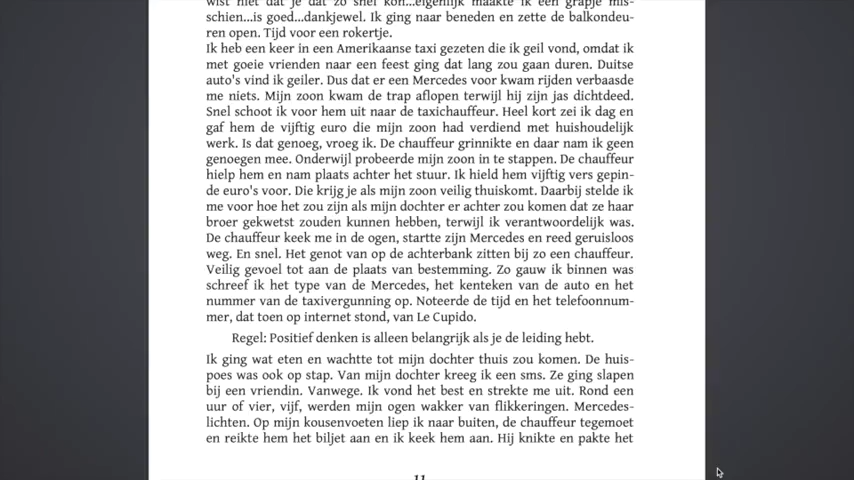 wist niet dat je dat zo snel kon...eigenlijk maakte ik een grapje mis-
schien...is goed...dankjewel. Ik ging naar beneden en zette de balkondeu-
ren open. Tijd voor een rokertje.
Ik heb een keer in een Amerikaanse taxi gezeten die ik geil vond, omdat ik
met goeie vrienden naar een feest ging dat lang zou gaan duren. Duitse
auto's vind ik geiler. Dus dat er een Mercedes voor kwam rijden verbaasde
me niets. Mijn zoon kwam de trap aflopen terwijl hij zijn jas dichtdeed.
Snel schoot ik voor hem uit naar de taxichauffeur. Heel kort zei ik dag en
gaf hem de vijftig euro die mijn zoon had verdiend met huishoudelijk
werk. Is dat genoeg, vroeg ik. De chauffeur grinnikte en daar nam ik geen
genoegen mee. Onderwijl probeerde mijn zoon in te stappen. De chauffeur
hielp hem en nam plaats achter het stuur. Ik hield hem vijftig vers gepin-
de euro's voor. Die krijg je als mijn zoon veilig thuiskomt. Daarbij stelde ik
me voor hoe het zou zijn als mijn dochter er achter zou komen dat ze haar
broer gekwetst zouden kunnen hebben, terwijl ik verantwoordelijk was.
De chauffeur keek me in de ogen, startte zijn Mercedes en reed geruisloos
weg. En snel. Het genot van op de achterbank zitten bij zo een chauffeur.
Veilig gevoel tot aan de plaats van bestemming. Zo gauw ik binnen was
schreef ik het type van de Mercedes, het kenteken van de auto en het
nummer van de taxivergunning op. Noteerde de tijd en het telefoonnum-
mer, dat toen op internet stond, van Le Cupido.
Regel: Positief denken is alleen belangrijk als je de leiding hebt.
Ik ging wat eten en wachtte tot mijn dochter thuis zou komen. De huis-
poes was ook op stap. Van mijn dochter kreeg ik een sms. Ze ging slapen
bij een vriendin. Vanwege. Ik vond het best en strekte me uit. Rond een
uur of vier, vijf, werden mijn ogen wakker van flikkeringen. Mercedes-
lichten. Op mijn kousenvoeten liep ik naar buiten, de chauffeur tegemoet
en reikte hem het biljet aan en ik keek hem aan. Hij knikte en pakte het
11